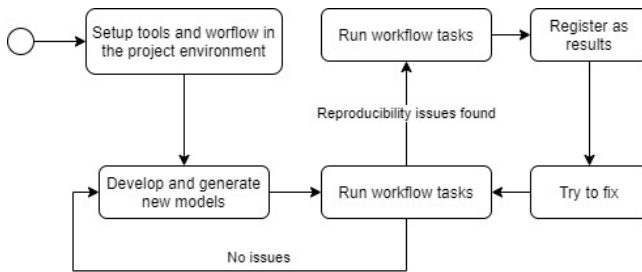 Setup tools and worflow in
the project environment
Run workflow tasks
Register as
results
Reproducibility issues found
Develop and generate
new models
Run workflow tasks
Try to fix
No issues